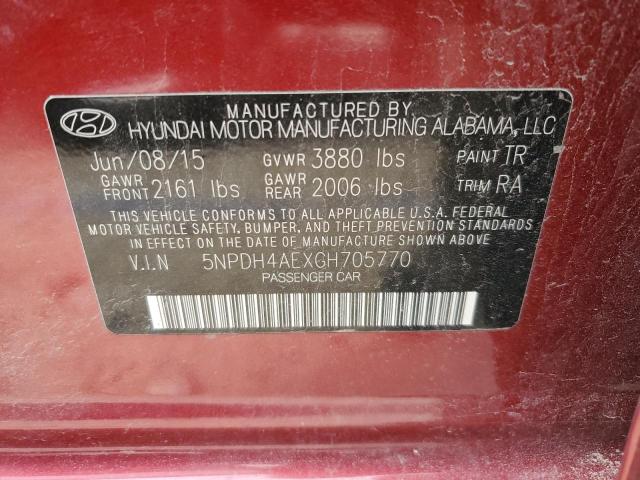 MANUFACTURED BY
HYUNDAI MOTOR MANUFACTURING ALABAMA, LLC
Jun/08/15 GVWR 3880 lbs PAINT TR
GAWR FRONT 2161 lbs GAWR REAR 2006 lbs TRIM RA
THIS VEHICLE CONFORMS TO ALL APPLICABLE U.S.A. FEDERAL
MOTOR VEHICLE SAFETY, BUMPER, AND THEFT PREVENTION STANDARDS
IN EFFECT ON THE DATE OF MANUFACTURE SHOWN ABOVE.
V.I.N 5NPDH4AEXGH705770
PASSENGER CAR